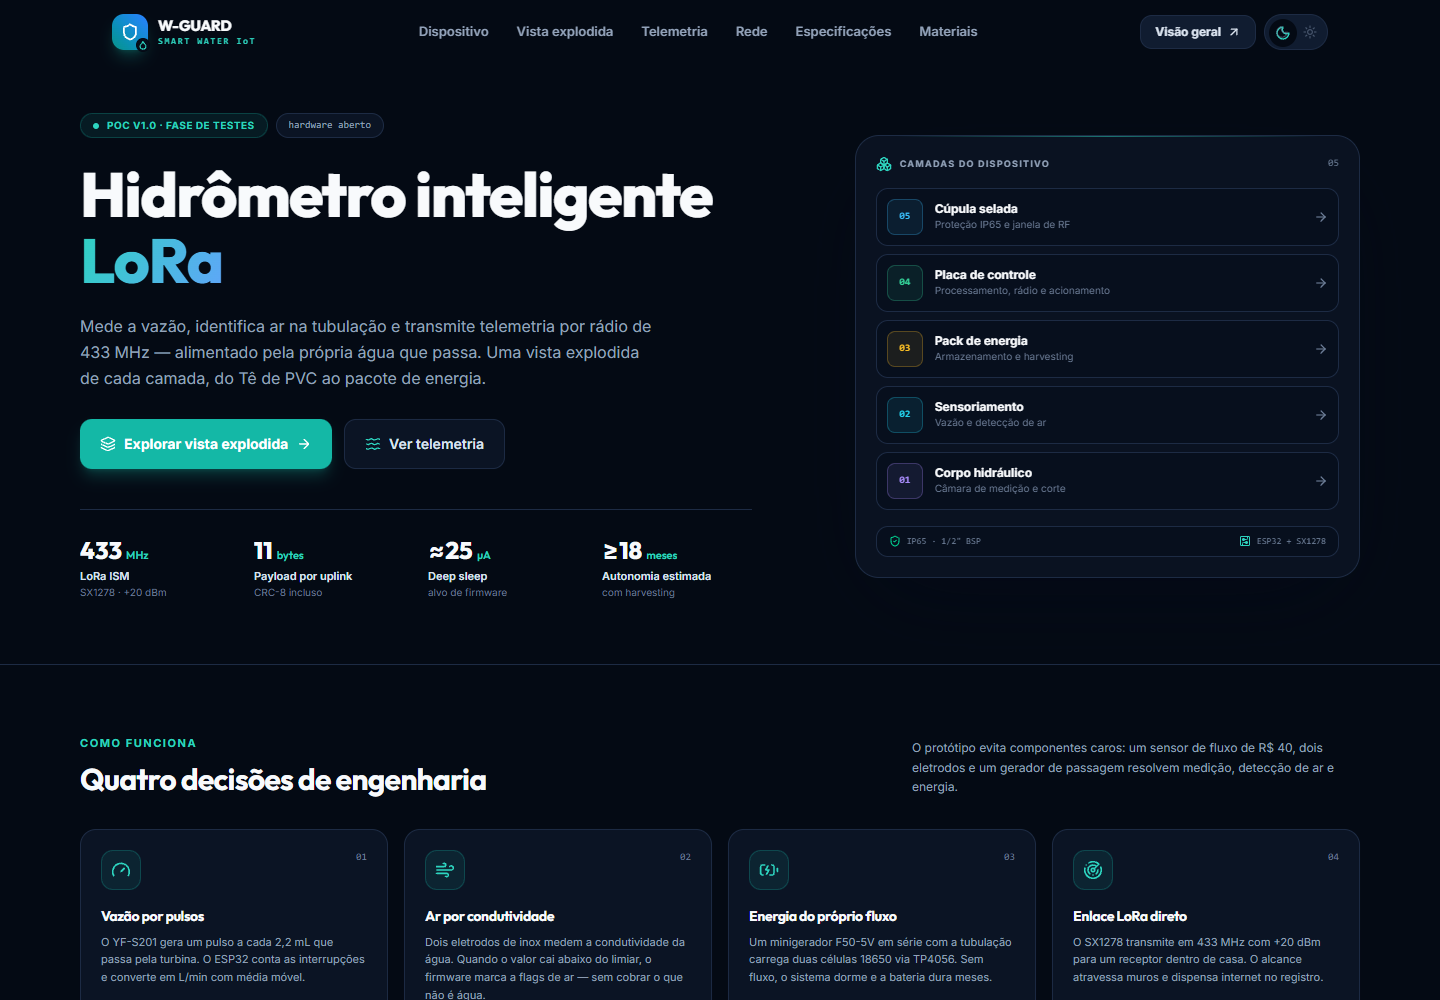 W-GUARD
SMART WATER IoT
Dispositivo
Vista explodida
Telemetria
Rede
Especificações
Materiais
Visão geral
POC V1.0 · FASE DE TESTES
hardware aberto
Hidrômetro inteligente
LoRa
Mede a vazão, identifica ar na tubulação e transmite telemetria por rádio de
433 MHz — alimentado pela própria água que passa. Uma vista explodida
de cada camada, do Tê de PVC ao pacote de energia.
Explorar vista explodida
Ver telemetria
433 MHz
LoRa ISM
SX1278 · +20 dBm
11 bytes
Payload por uplink
CRC-8 incluso
≈25 µA
Deep sleep
alvo de firmware
≥18 meses
Autonomia estimada
com harvesting
CAMADAS DO DISPOSITIVO
05
05
Cúpula selada
Proteção IP65 e janela de RF
04
Placa de controle
Processamento, rádio e acionamento
03
Pack de energia
Armazenamento e harvesting
02
Sensoriamento
Vazão e detecção de ar
01
Corpo hidráulico
Câmara de medição e corte
IP65 · 1/2" BSP
ESP32 + SX1278
COMO FUNCIONA
Quatro decisões de engenharia
O protótipo evita componentes caros: um sensor de fluxo de R$ 40, dois
eletrodos e um gerador de passagem resolvem medição, detecção de ar e
energia.
01
Vazão por pulsos
O YF-S201 gera um pulso a cada 2,2 mL que
passa pela turbina. O ESP32 conta as interrupções
e converte em L/min com média móvel.
02
Ar por condutividade
Dois eletrodos de inox medem a condutividade da
água. Quando o valor cai abaixo do limiar, o
firmware marca a flags de ar — sem cobrar o que
não é água.
03
Energia do próprio fluxo
Um minigerador F50-5V em série com a tubulação
carrega duas células 18650 via TP4056. Sem
fluxo, o sistema dorme e a bateria dura meses.
04
Enlace LoRa direto
O SX1278 transmite em 433 MHz com +20 dBm
para um receptor dentro de casa. O alcance
atravessa muros e dispensa internet no registro.